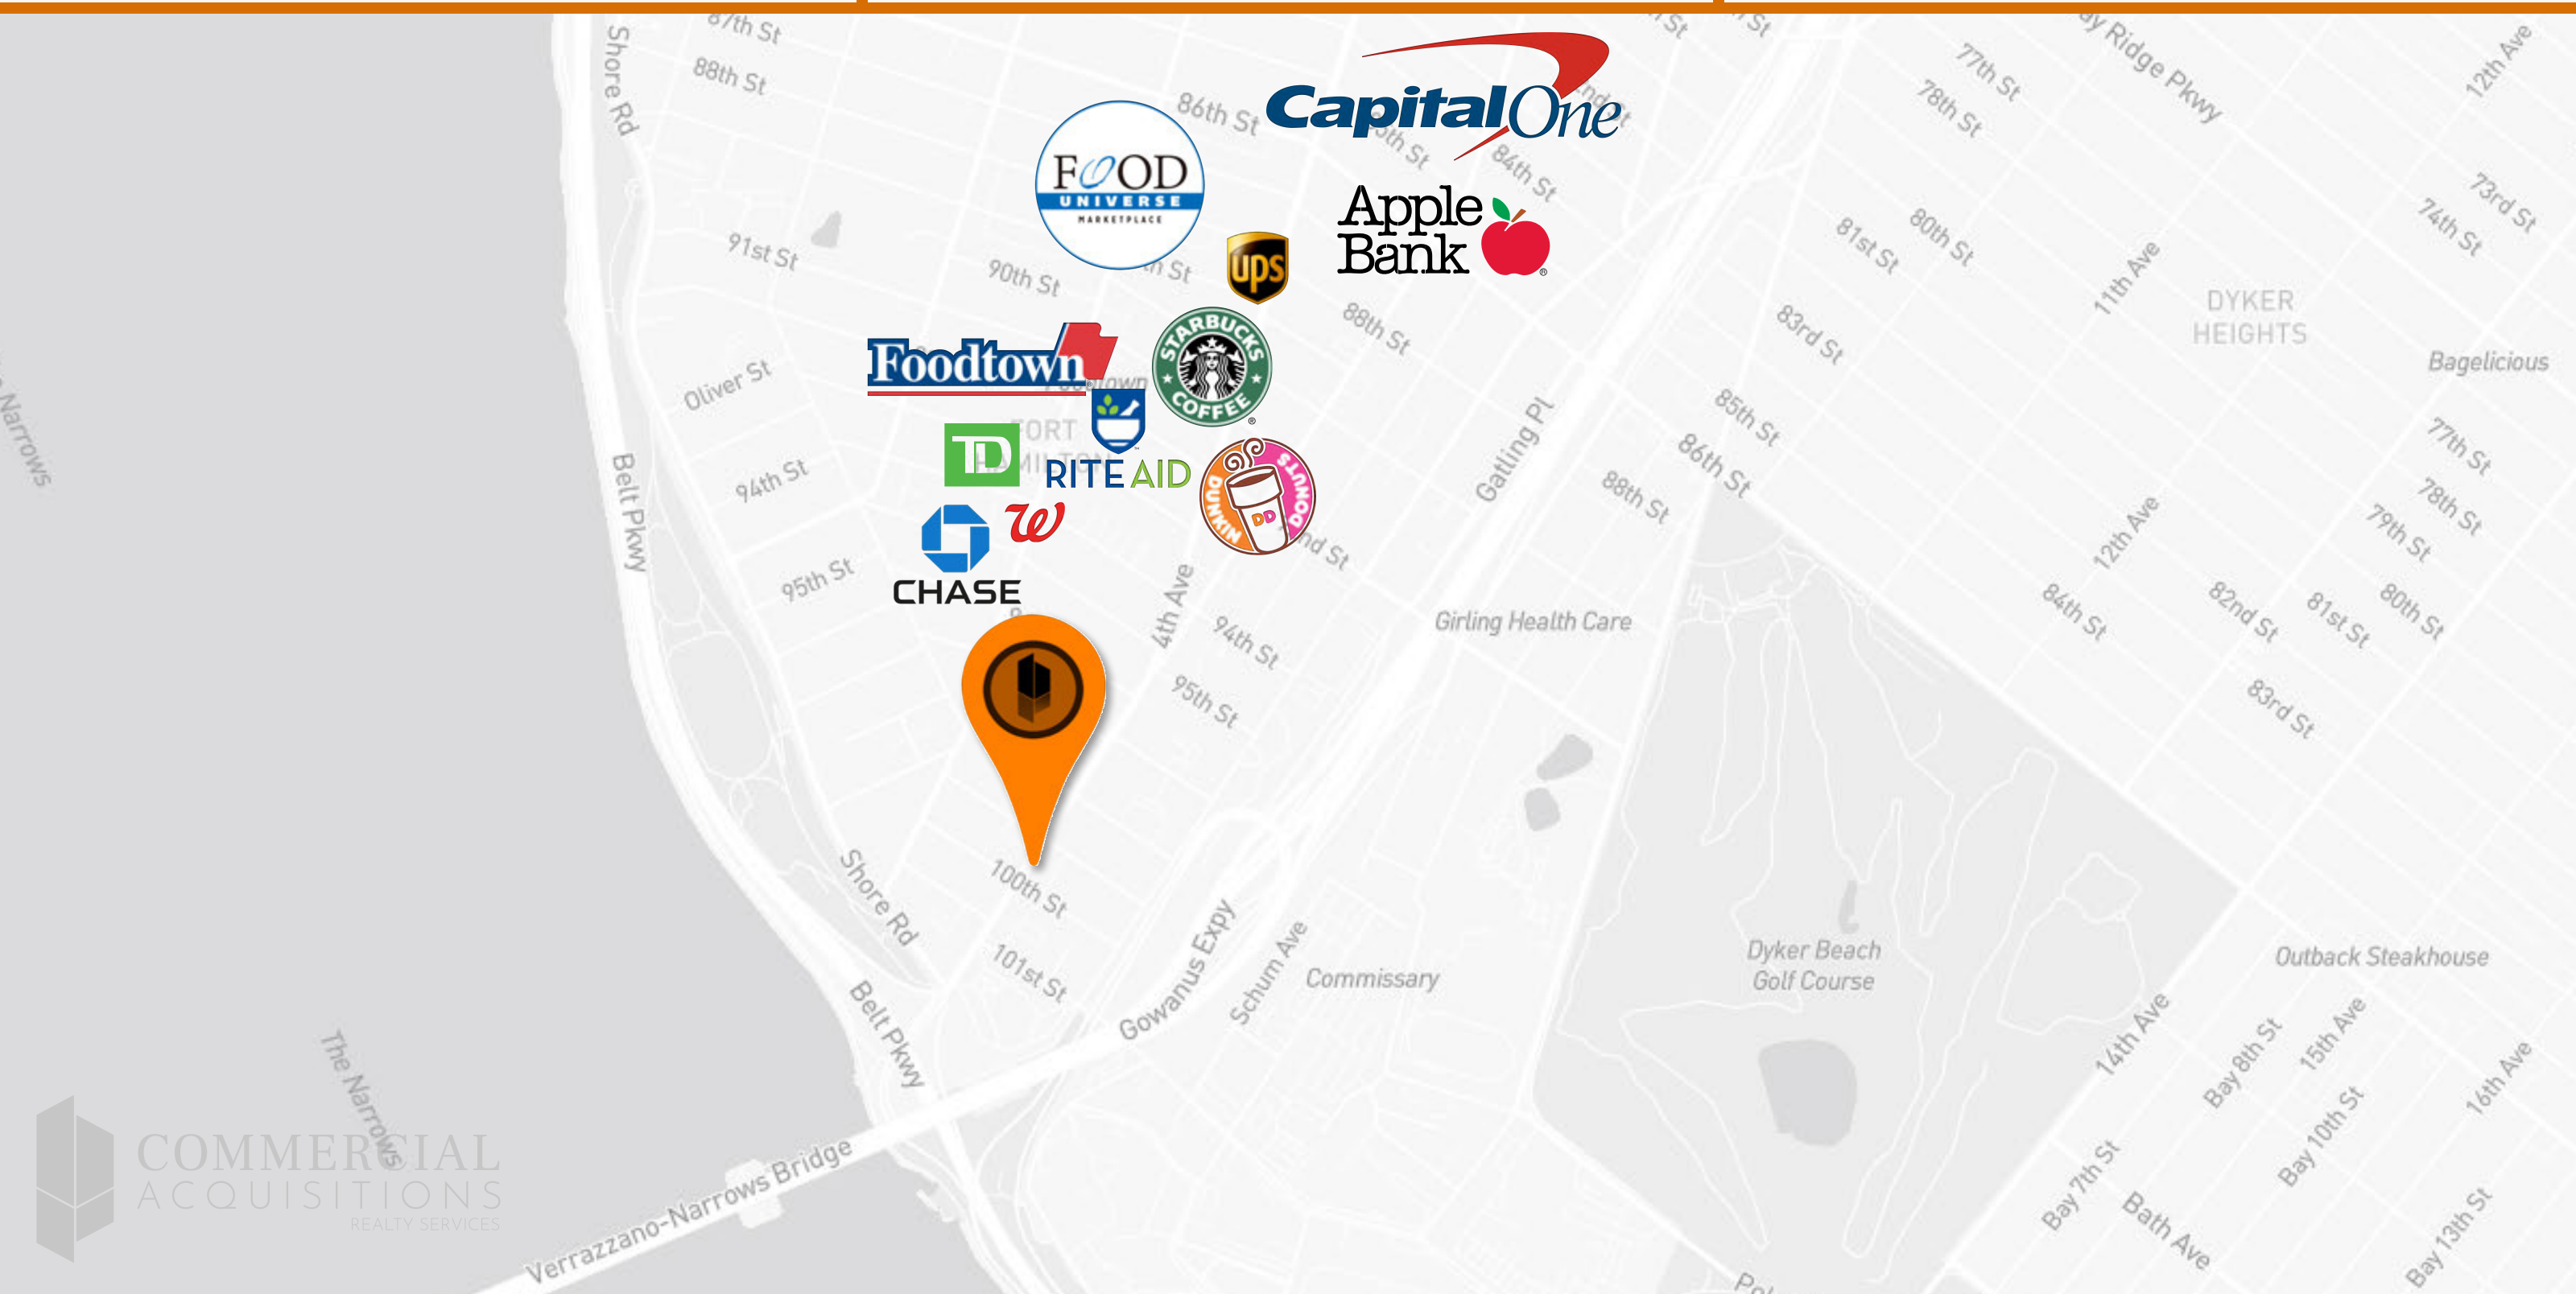 87th St
88th St
Shore Rd
86th St
Capital One
84th St
77th St
78th St
Ridge Pkwy
12th Ave
FOOD
UNIVERSE
MARKETPLACE
ups
Apple
Bank
®
91st St
90th St
88th St
81st St
80th St
83rd St
11th Ave
73rd St
74th St
DYKER
HEIGHTS
Bagelicious
Foodtown
STARBUCKS
COFFEE
®
Oliver St
FORT
TD
RITE AID
DUNKIN'
DONUTS
DD
94th St
Belt Pkwy
95th St
W
CHASE
4th Ave
94th St
95th St
Gatling Pl
85th St
86th St
88th St
Girling Health Care
77th St
78th St
79th St
12th Ave
84th St
82nd St
81st St
80th St
83rd St
100th St
101st St
Shore Rd
Belt Pkwy
Gowanus Expy
Schum Ave
Commissary
Dyker Beach
Golf Course
Outback Steakhouse
14th Ave
Bay 8th St
15th Ave
Bay 10th St
16th Ave
Bay 7th St
Bath Ave
Bay 13th St
Narrows
The Narrows
Verrazzano-Narrows Bridge
COMMERCIAL
ACQUISITIONS
REALTY SERVICES